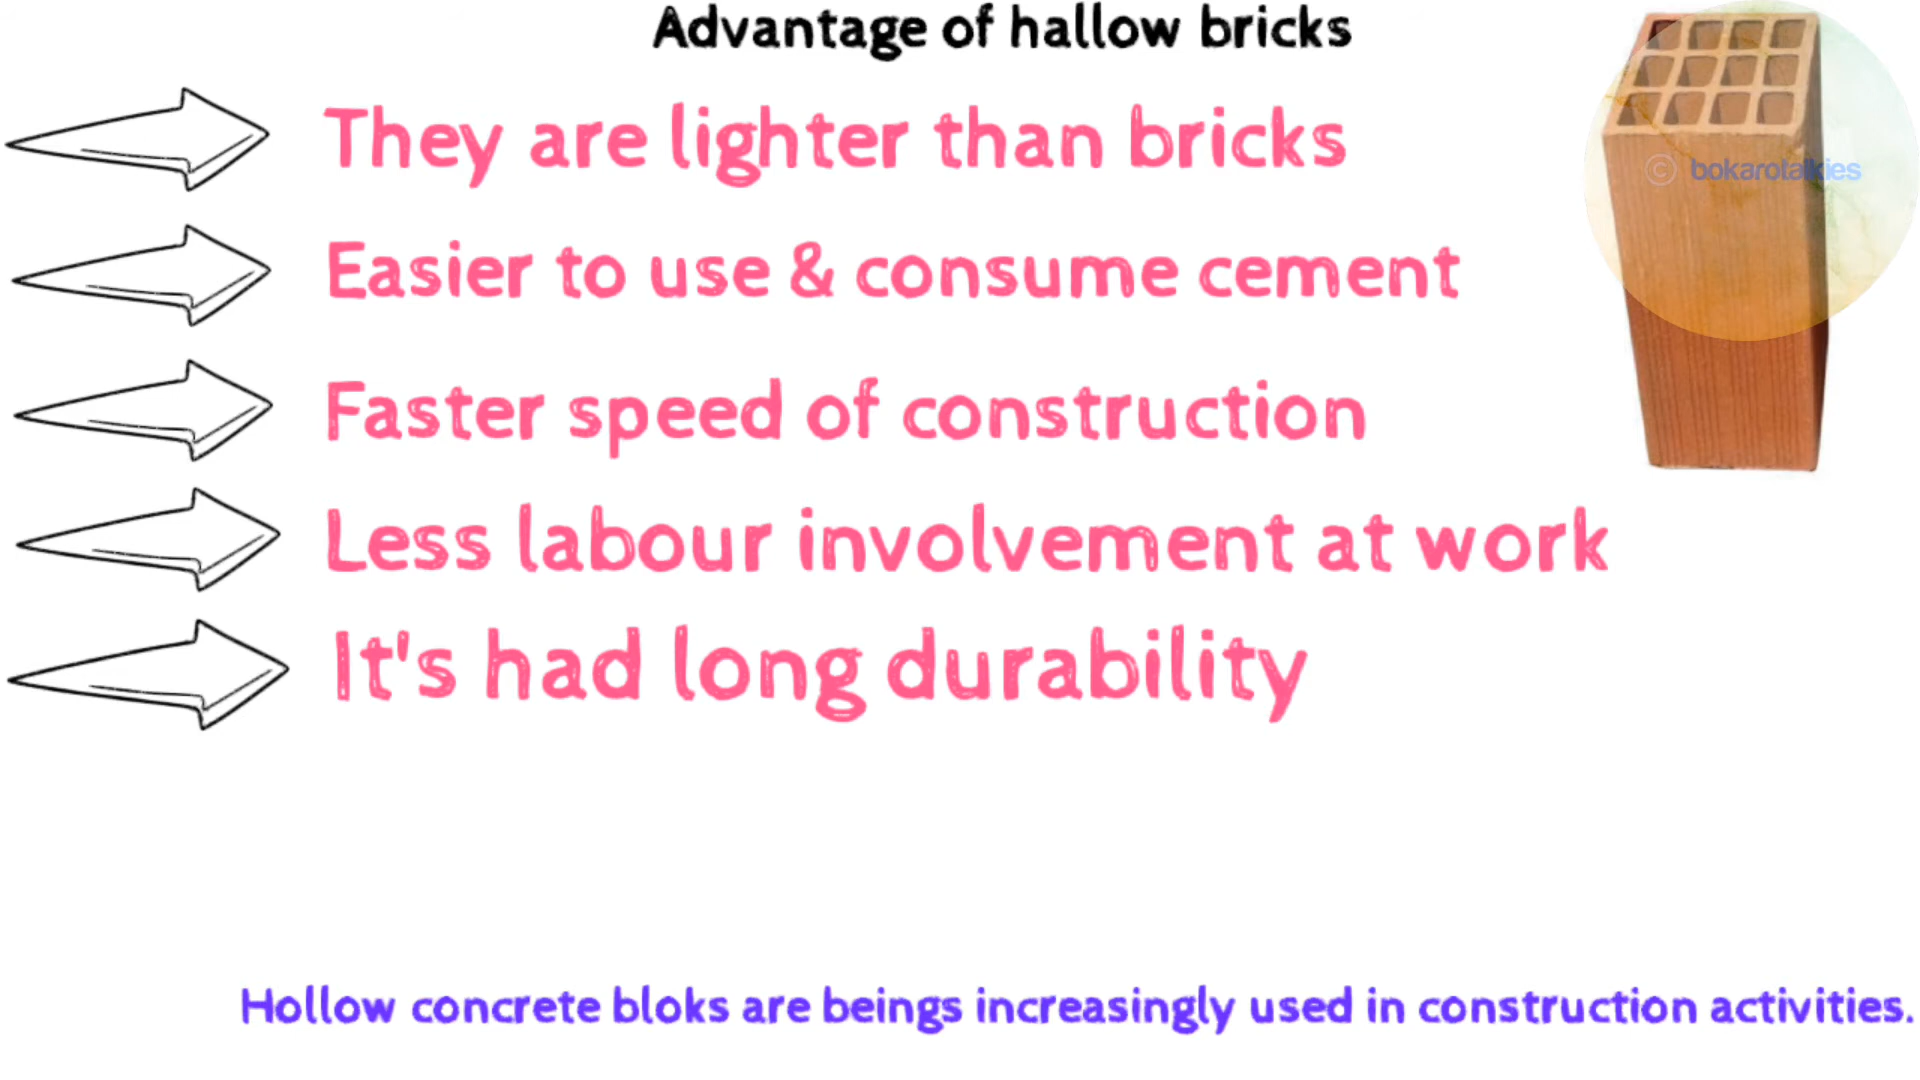 Advantage of hallow bricks
They are lighter than bricks
© bokarotalkies
Easier to use & consume cement
Faster speed of construction
Less labour involvement at work
It's had long durability
Hollow concrete bloks are beings increasingly used in construction activities.